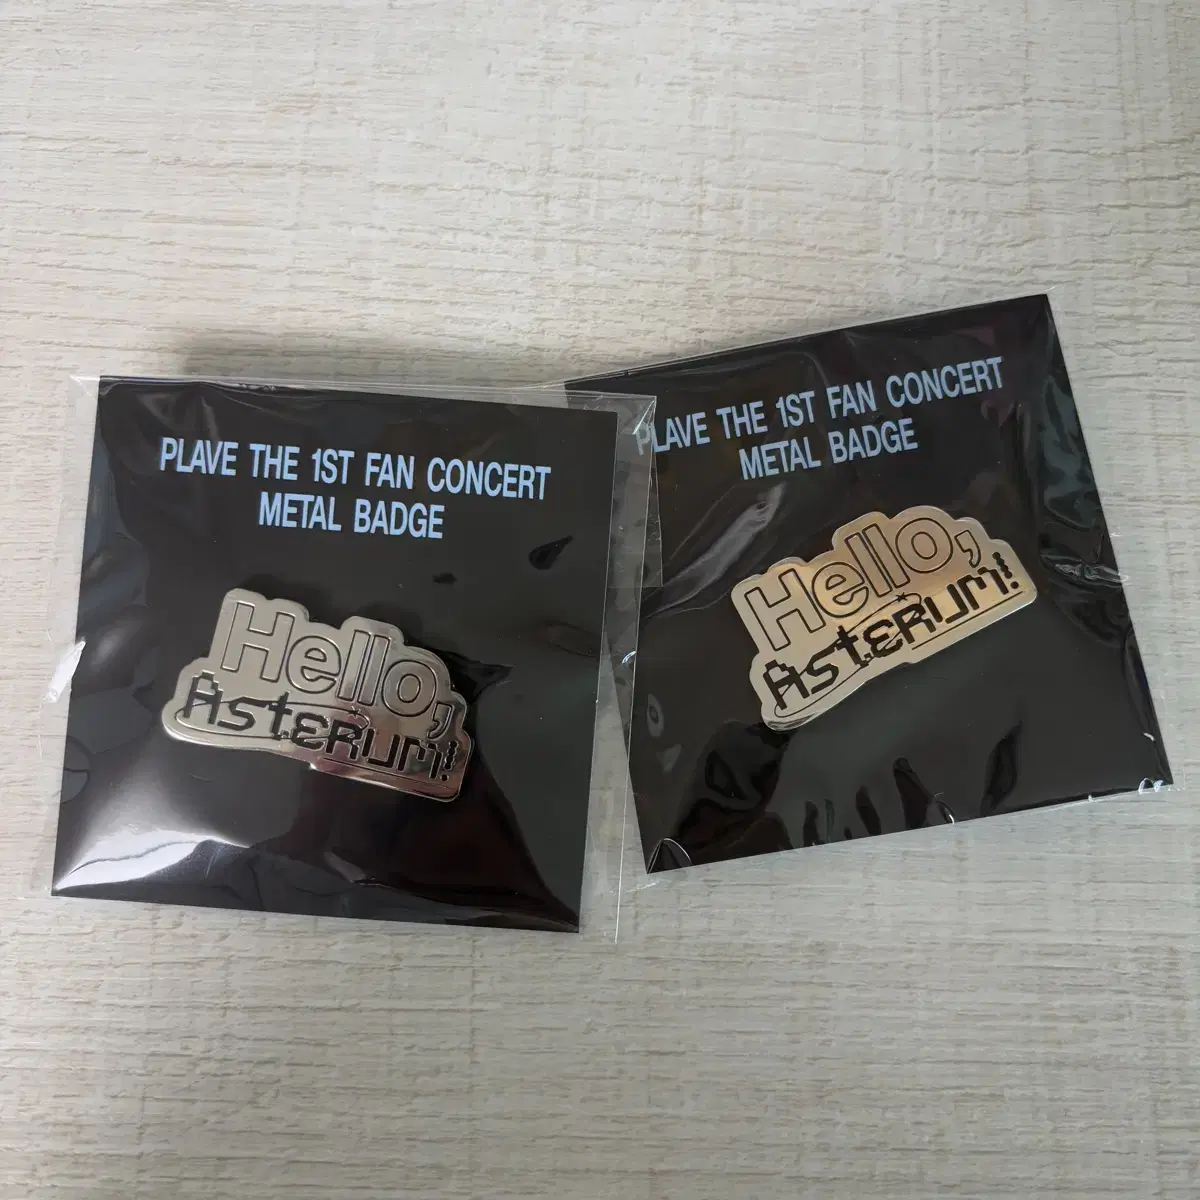 PLAVE THE 1ST FAN CONCERT
METAL BADGE
Hello,
Asterum!
PLAVE THE 1ST FAN CONCERT
METAL BADGE
Hello,
Asterum!